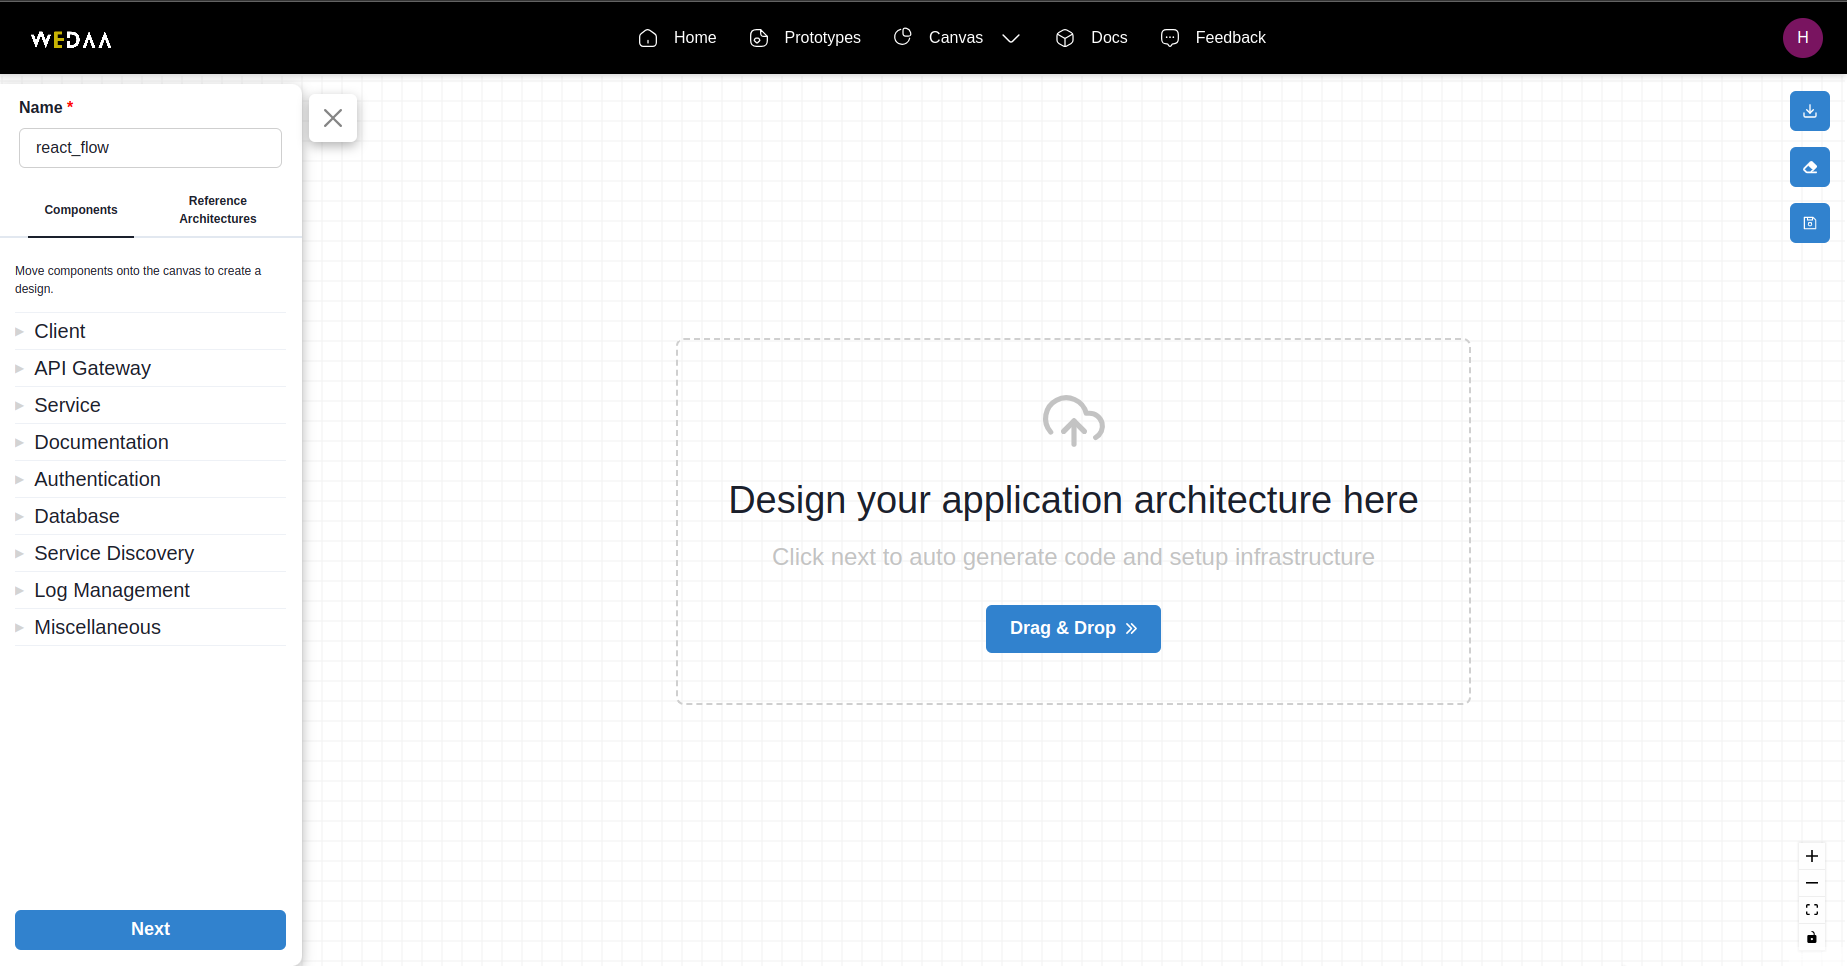 WEDAA
Home
Prototypes
Canvas
Docs
Feedback
H
Name *
react_flow
Components
Reference
Architectures
Move components onto the canvas to create a
design.
Client
API Gateway
Service
Documentation
Authentication
Database
Service Discovery
Log Management
Miscellaneous
Next
Design your application architecture here
Click next to auto generate code and setup infrastructure
Drag & Drop